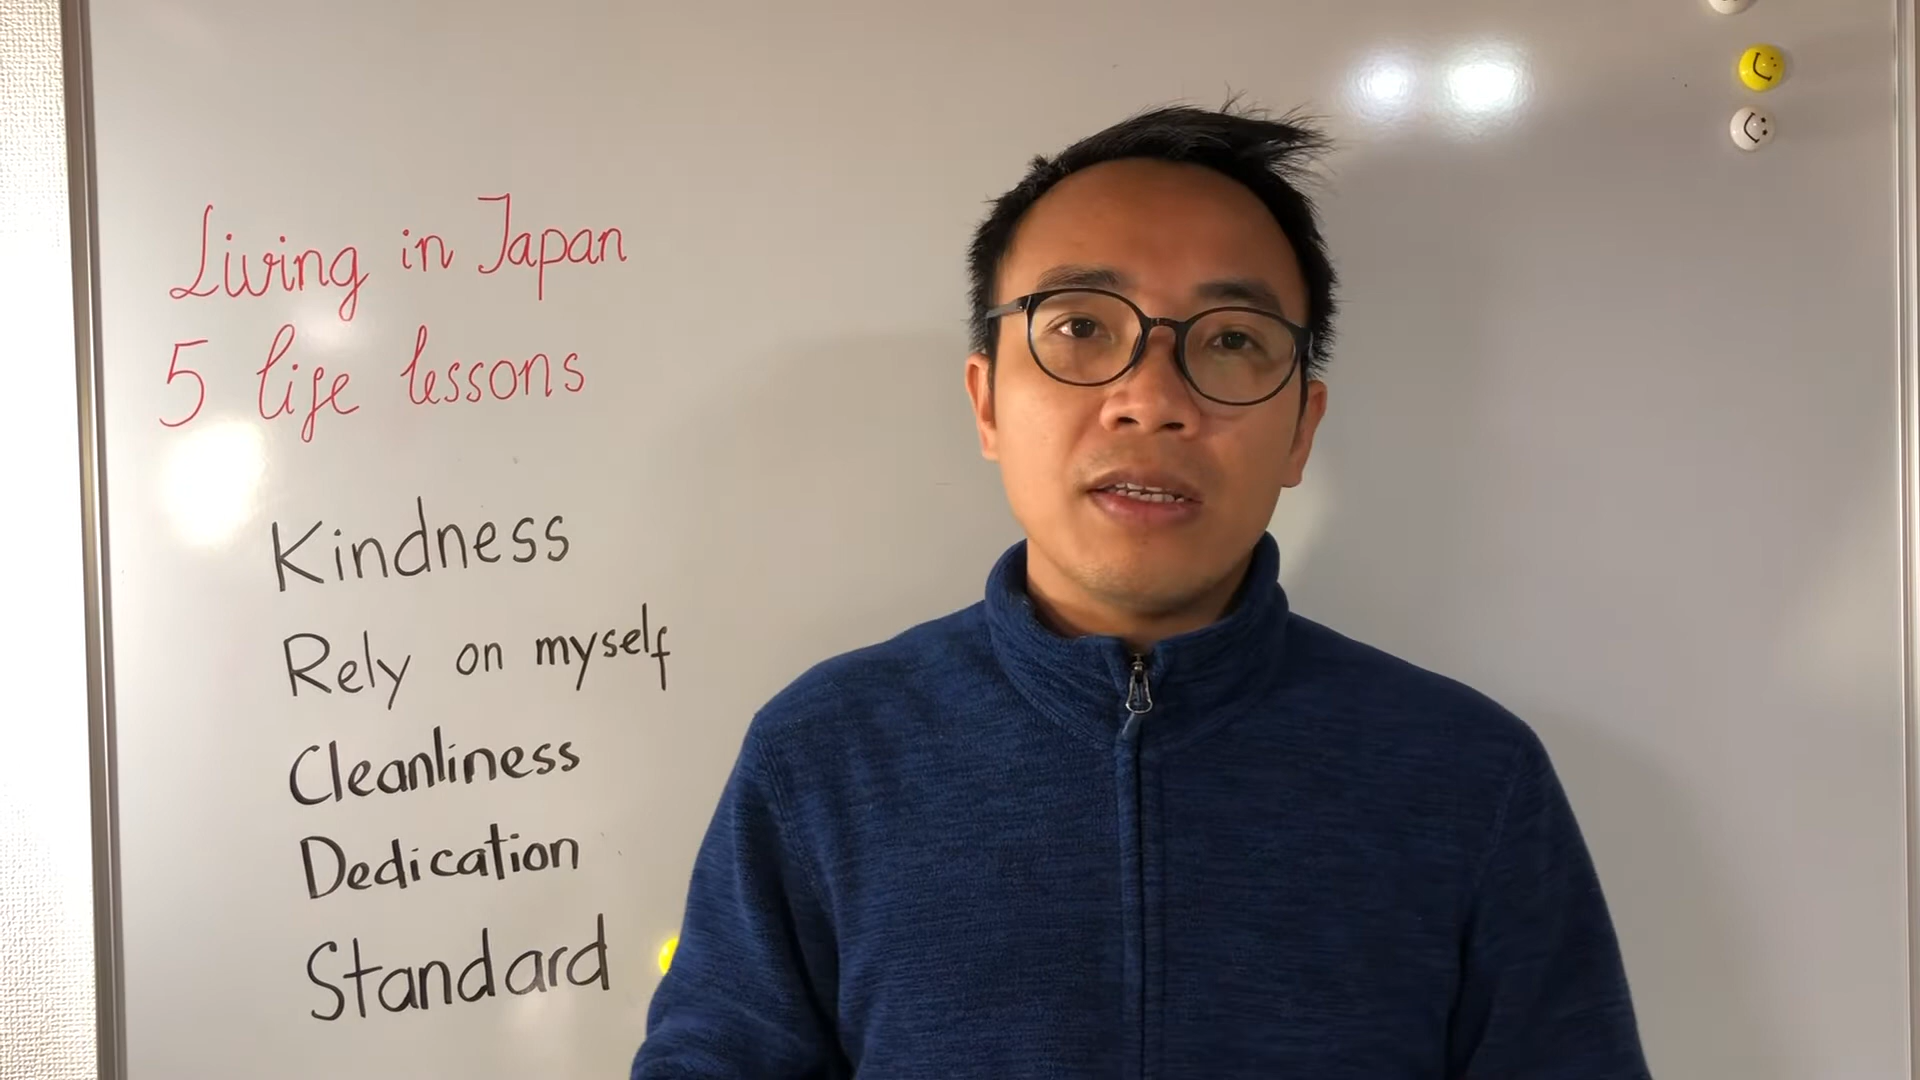 Living in Japan
5 life lessons
Kindness
Rely on myself
Cleanliness
Dedication
Standard